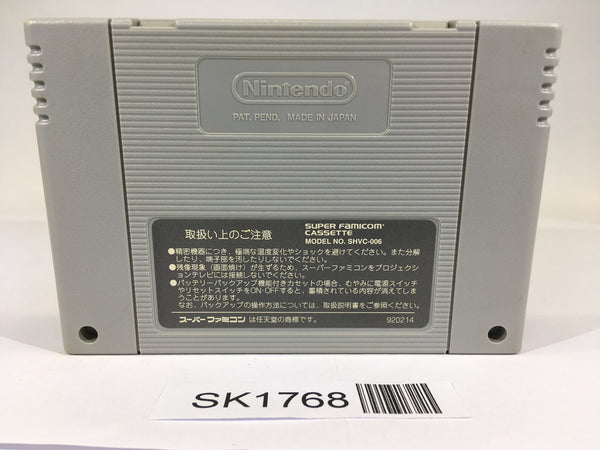 Nintendo
PAT. PEND. MADE IN JAPAN
取扱い上のご注意
SUPER FAMICOM
CASSETTE
MODEL NO. SHVC-006
●精密機器につき、極端な温度変化やショックを避けてください。また分解
したり、端子部を汚したりしないでください。
●残像現象（画面焼け）が生ずるため、スーパーファミコンをプロジェクショ
ンテレビには接続しないでください。
●バッテリーバックアップ機能付きカセットの場合、むやみに電源スイッチ
やリセットスイッチをON・OFFすると、蓄積されている内容が消えてしま
うことがあります。
なお、バックアップの操作方法については、取扱説明書をご参照ください。
スーパーファミコン は任天堂の商標です。
920214
SK1768